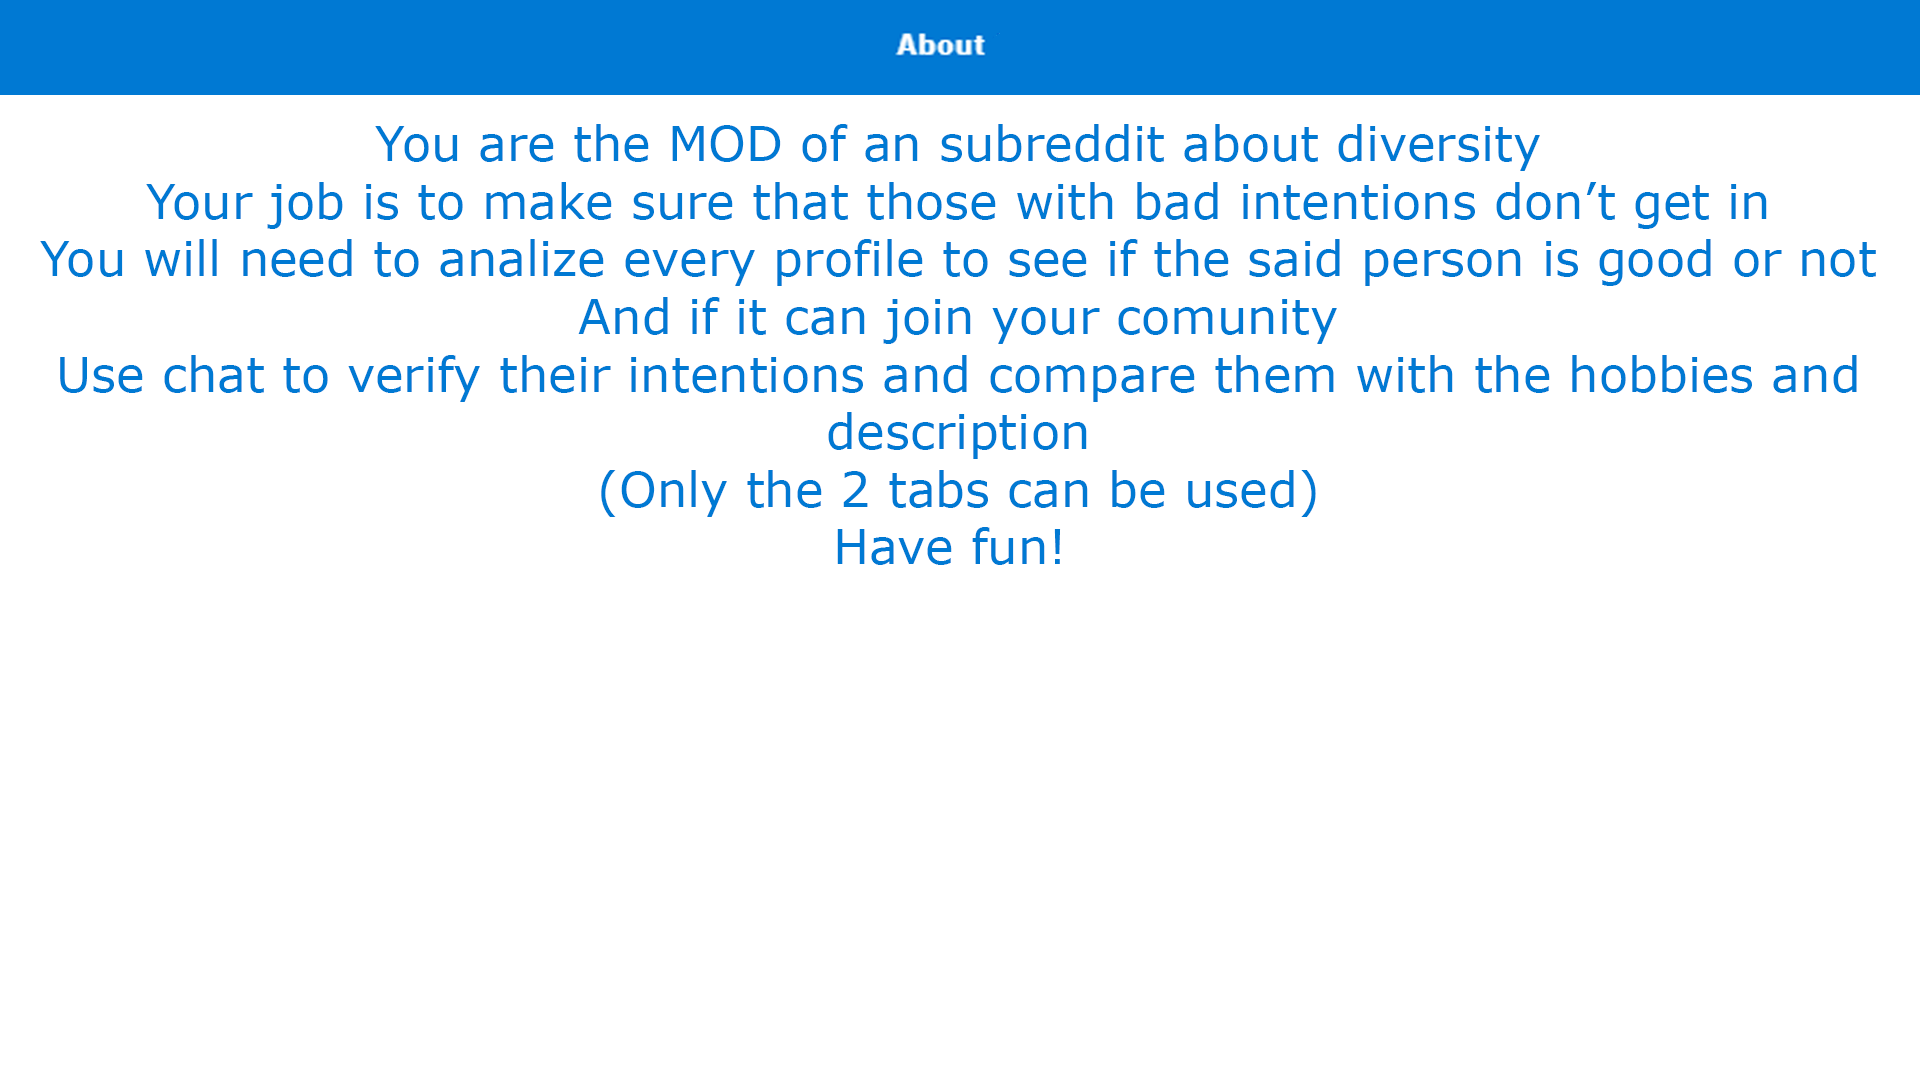 About
You are the MOD of an subreddit about diversity
Your job is to make sure that those with bad intentions don’t get in
You will need to analize every profile to see if the said person is good or not
And if it can join your comunity
Use chat to verify their intentions and compare them with the hobbies and
description
(Only the 2 tabs can be used)
Have fun!